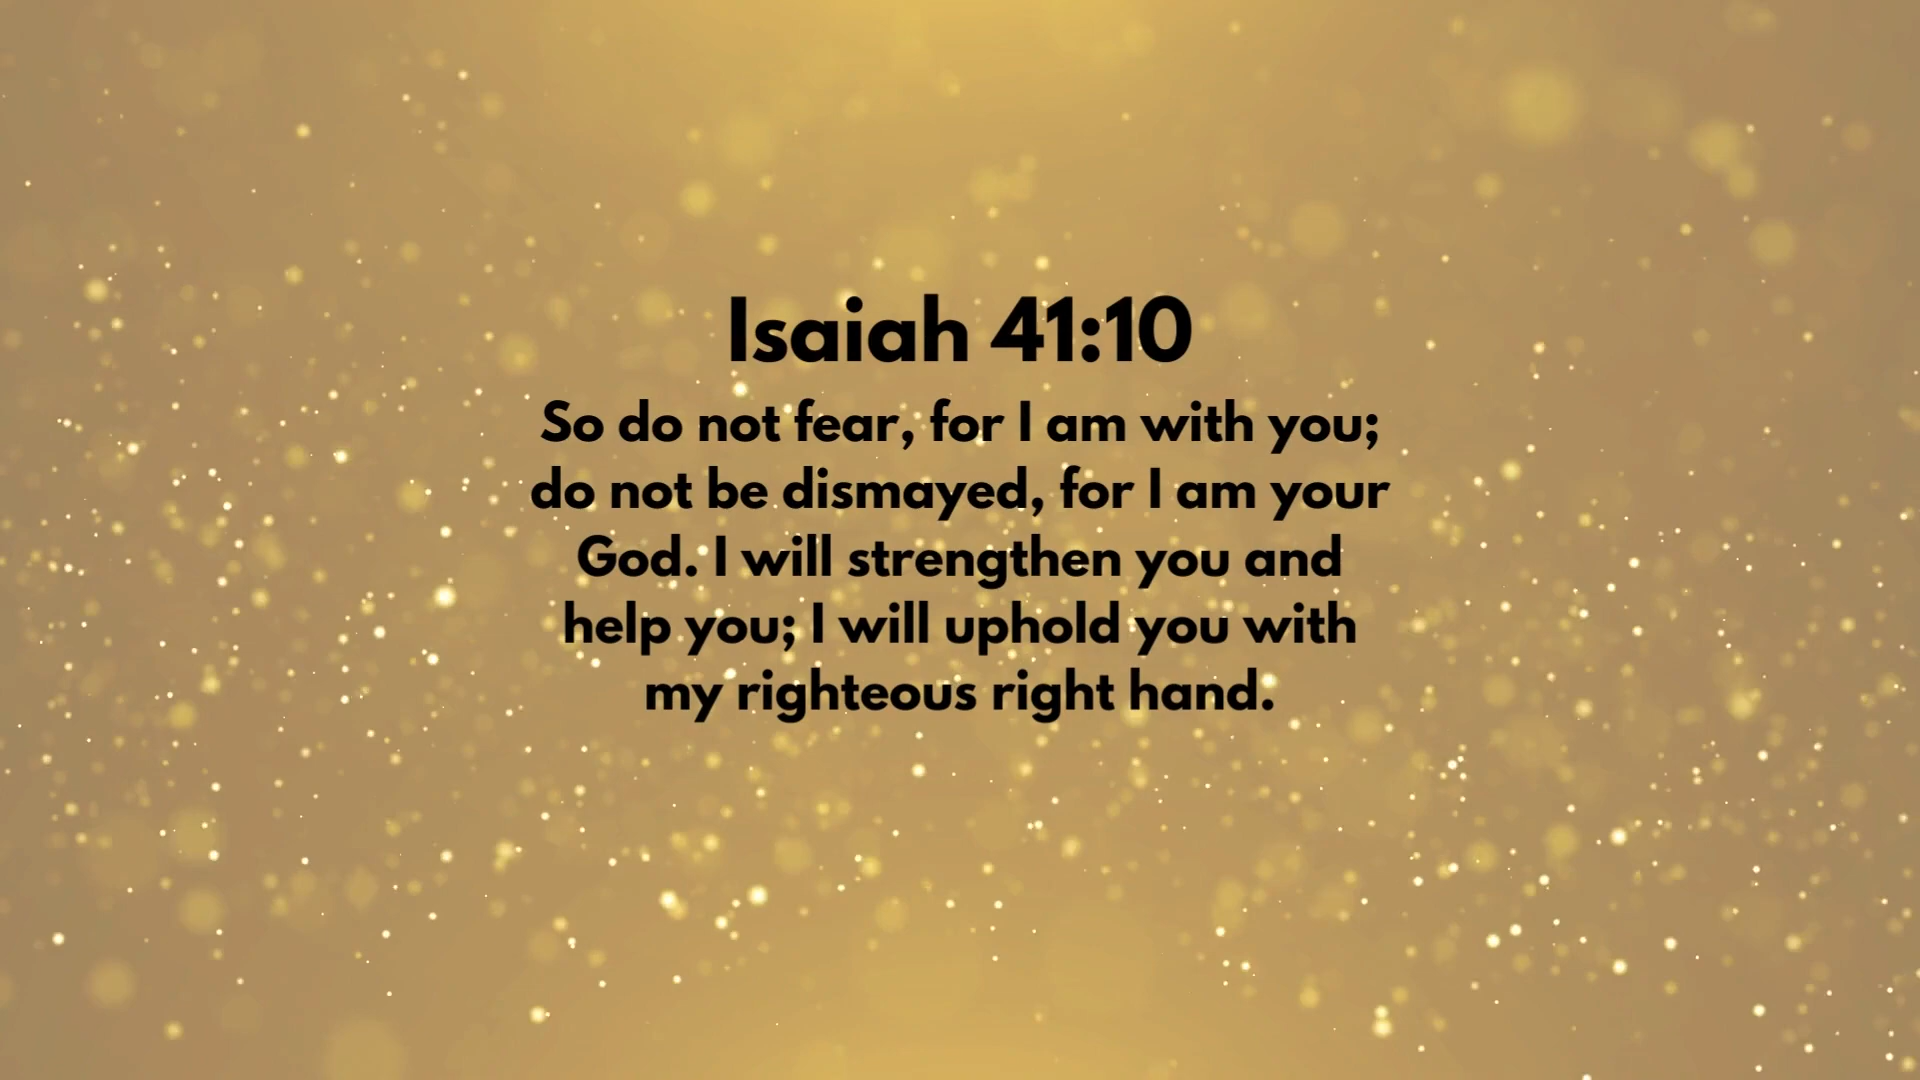 Isaiah 41:10
So do not fear, for I am with you;
do not be dismayed, for I am your
God. I will strengthen you and
help you; I will uphold you with
my righteous right hand.